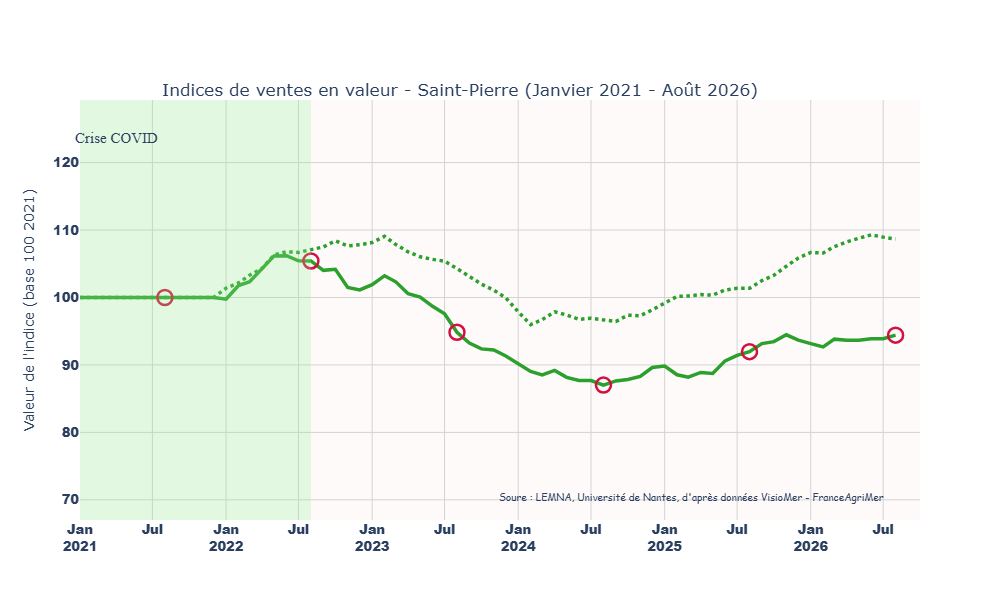 Indices de ventes en valeur - Saint-Pierre (Janvier 2021 - Août 2026)
Crise COVID
Valeur de l'indice (base 100 2021)
120
110
100
90
80
70
Soure : LEMNA, Université de Nantes, d'après données VisioMer - FranceAgriMer
Jan Jul Jan Jul Jan Jul Jan Jul Jan Jul Jan Jul
2021 2022 2023 2024 2025 2026